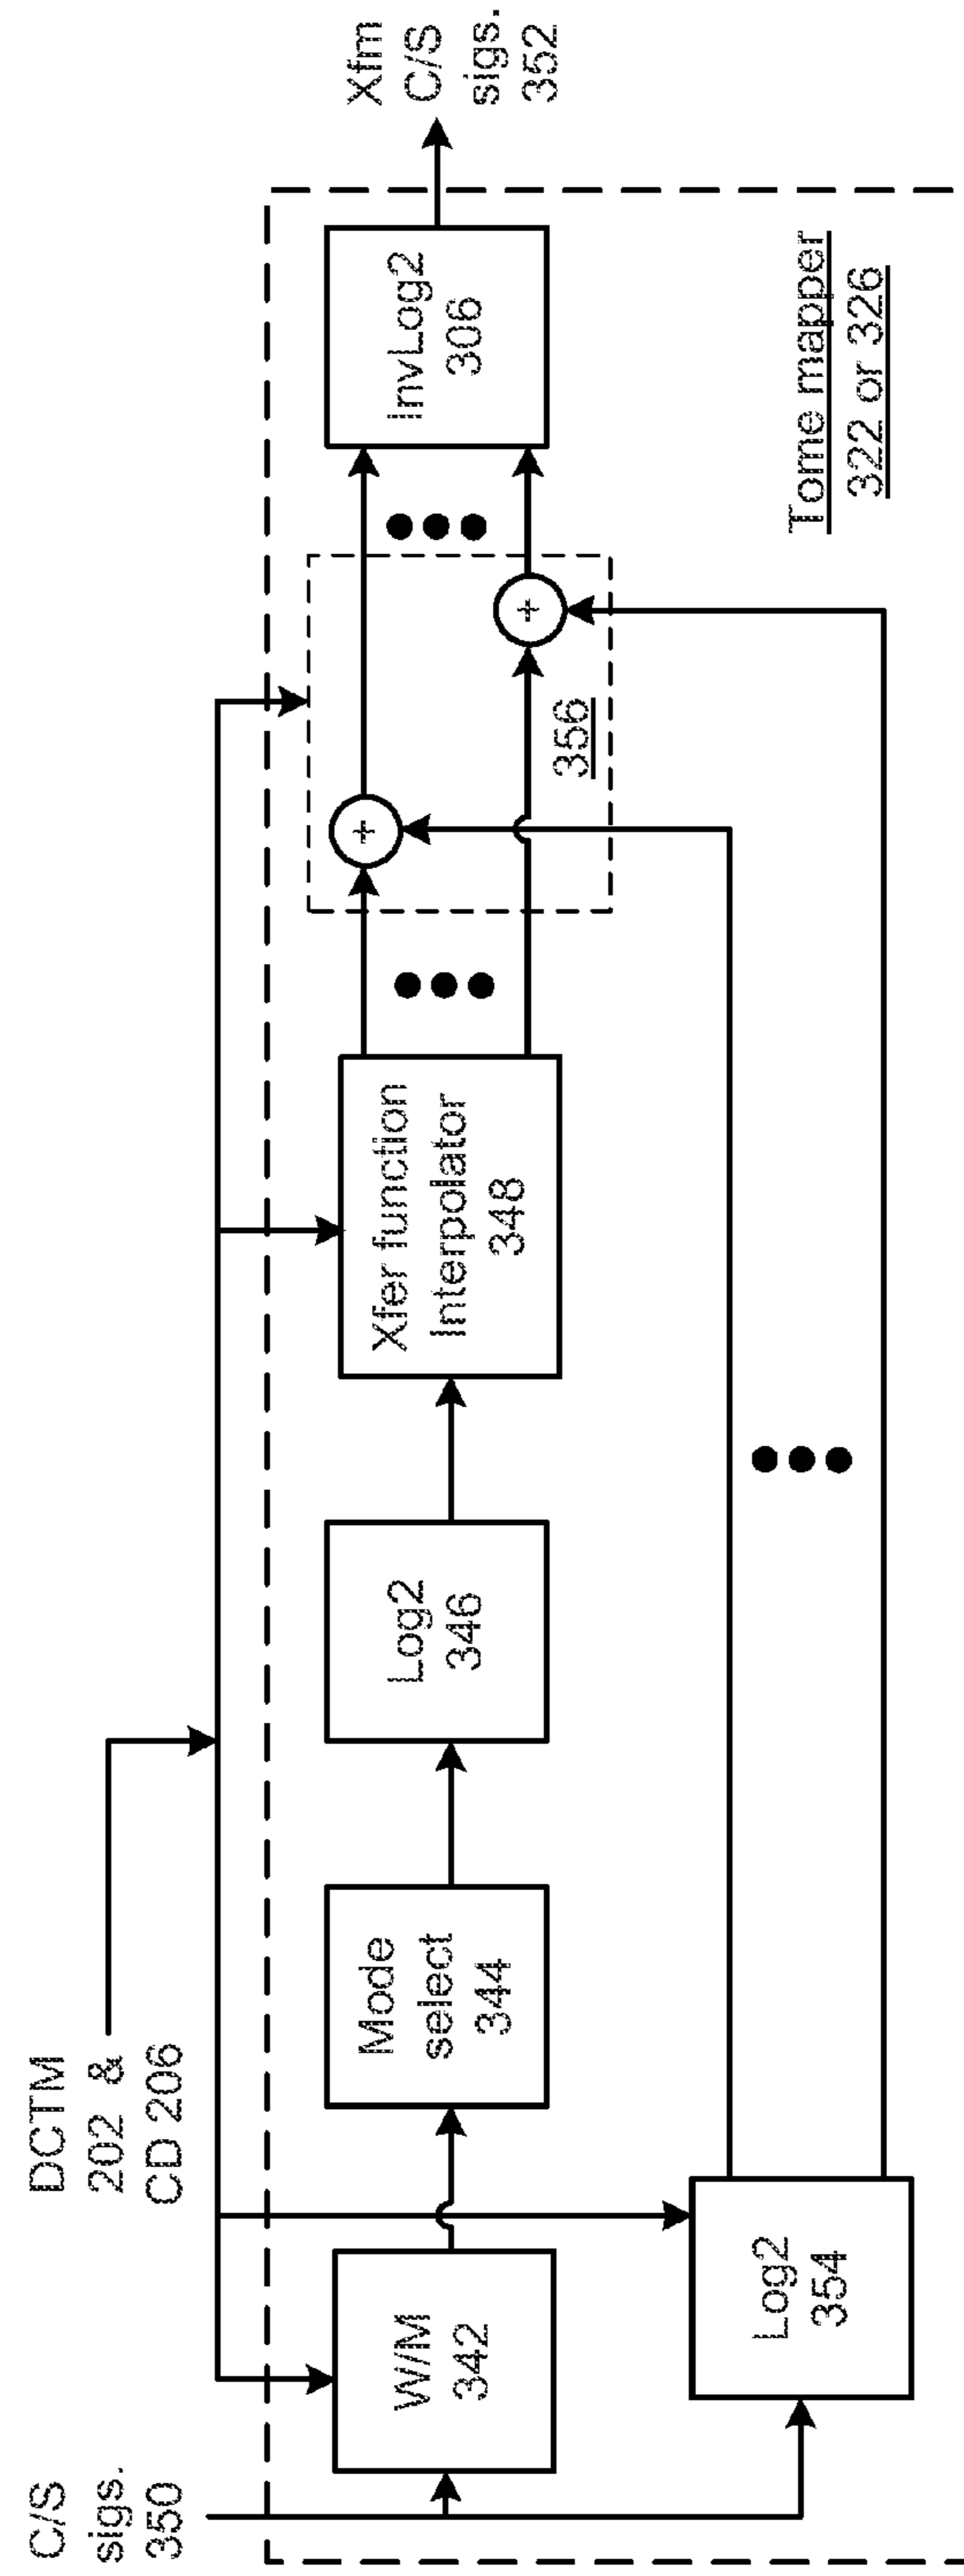 C/S
sigs.
350
DCTM
202 &
CD 206
W/M
342
Mode
select
344
Log2
346
Xfer function
Interpolator
348
+
+
356
InvLog2
306
Xfm
C/S
sigs.
352
Log2
354
Tome mapper
322 or 326